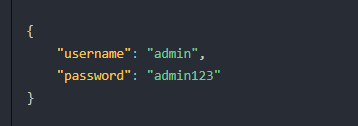 {
    "username": "admin",
    "password": "admin123"
}